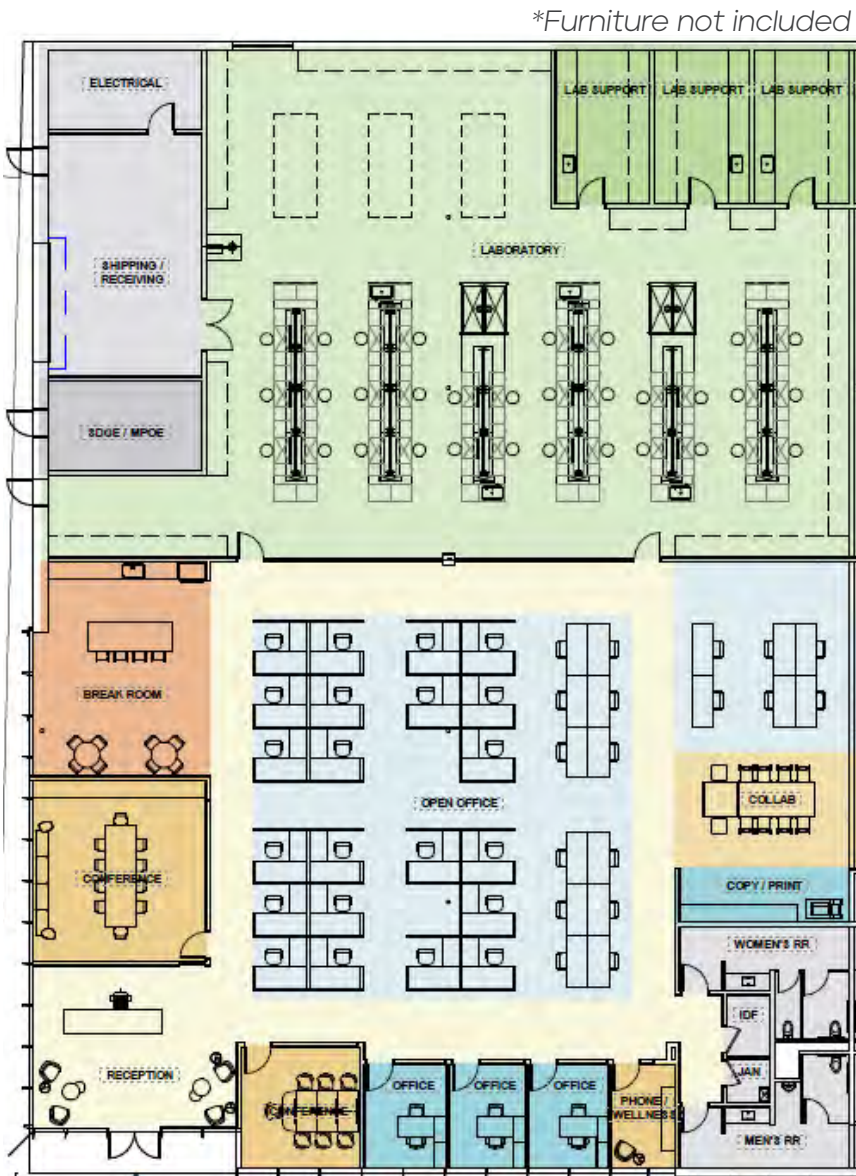 *Furniture not included
ELECTRICAL
LAB SUPPORT
LAB SUPPORT
LAB SUPPORT
LABORATORY
SHIPPING /
RECEIVING
SDGE / MPOE
BREAK ROOM
OPEN OFFICE
COLLAB
CONFERENCE
COPY / PRINT
WOMEN'S RR
IDF
RECEPTION
JAN
OFFICE
OFFICE
OFFICE
CONFERENCE
PHONE /
WELLNESS
MEN'S RR